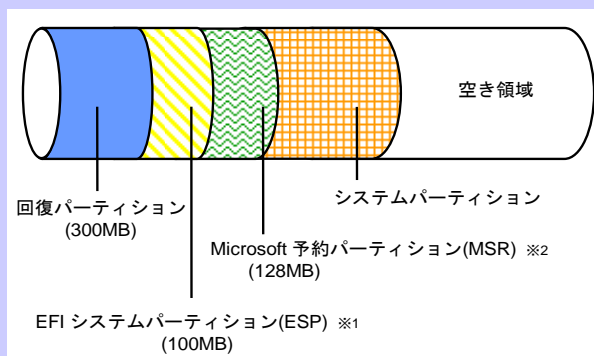 空き領域
回復パーティション
(300MB)
システムパーティション
Microsoft 予約パーティション(MSR) ※2
(128MB)
EFI システムパーティション(ESP) ※1
(100MB)